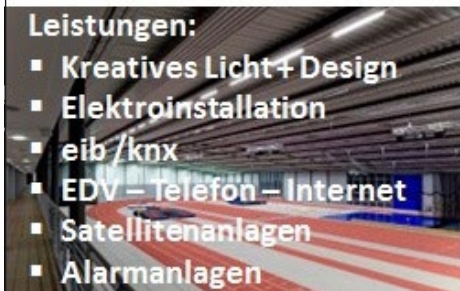 Leistungen:
▪ Kreatives Licht+Design
▪ Elektroinstallation
▪ eib/knx
▪ EDV – Telefon – Internet
▪ Satellitenanlagen
▪ Alarmanlagen